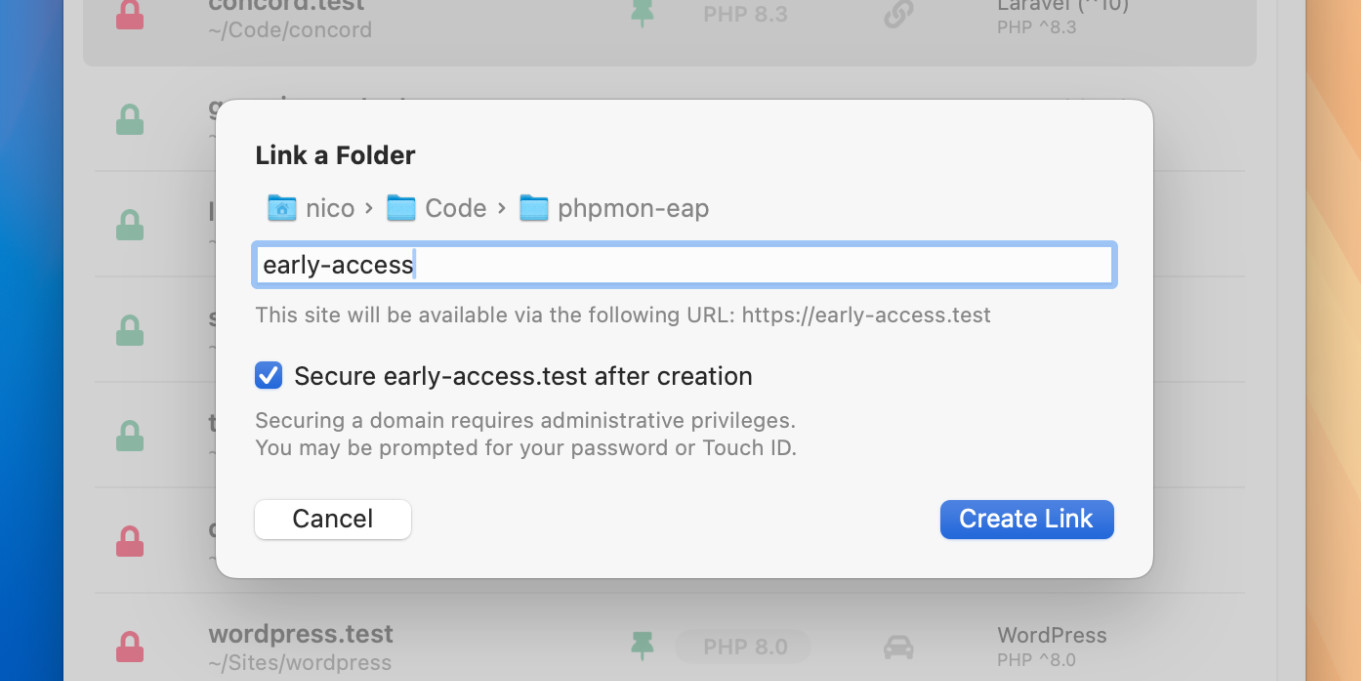 concord.test
PHP 8.3
Laravel (^10)
~/Code/concord
PHP ^8.3
Link a Folder
nico › Code › phpmon-eap
early-access
This site will be available via the following URL: https://early-access.test
Secure early-access.test after creation
Securing a domain requires administrative privileges.
You may be prompted for your password or Touch ID.
Cancel
Create Link
wordpress.test
PHP 8.0
WordPress
~/Sites/wordpress
PHP ^8.0